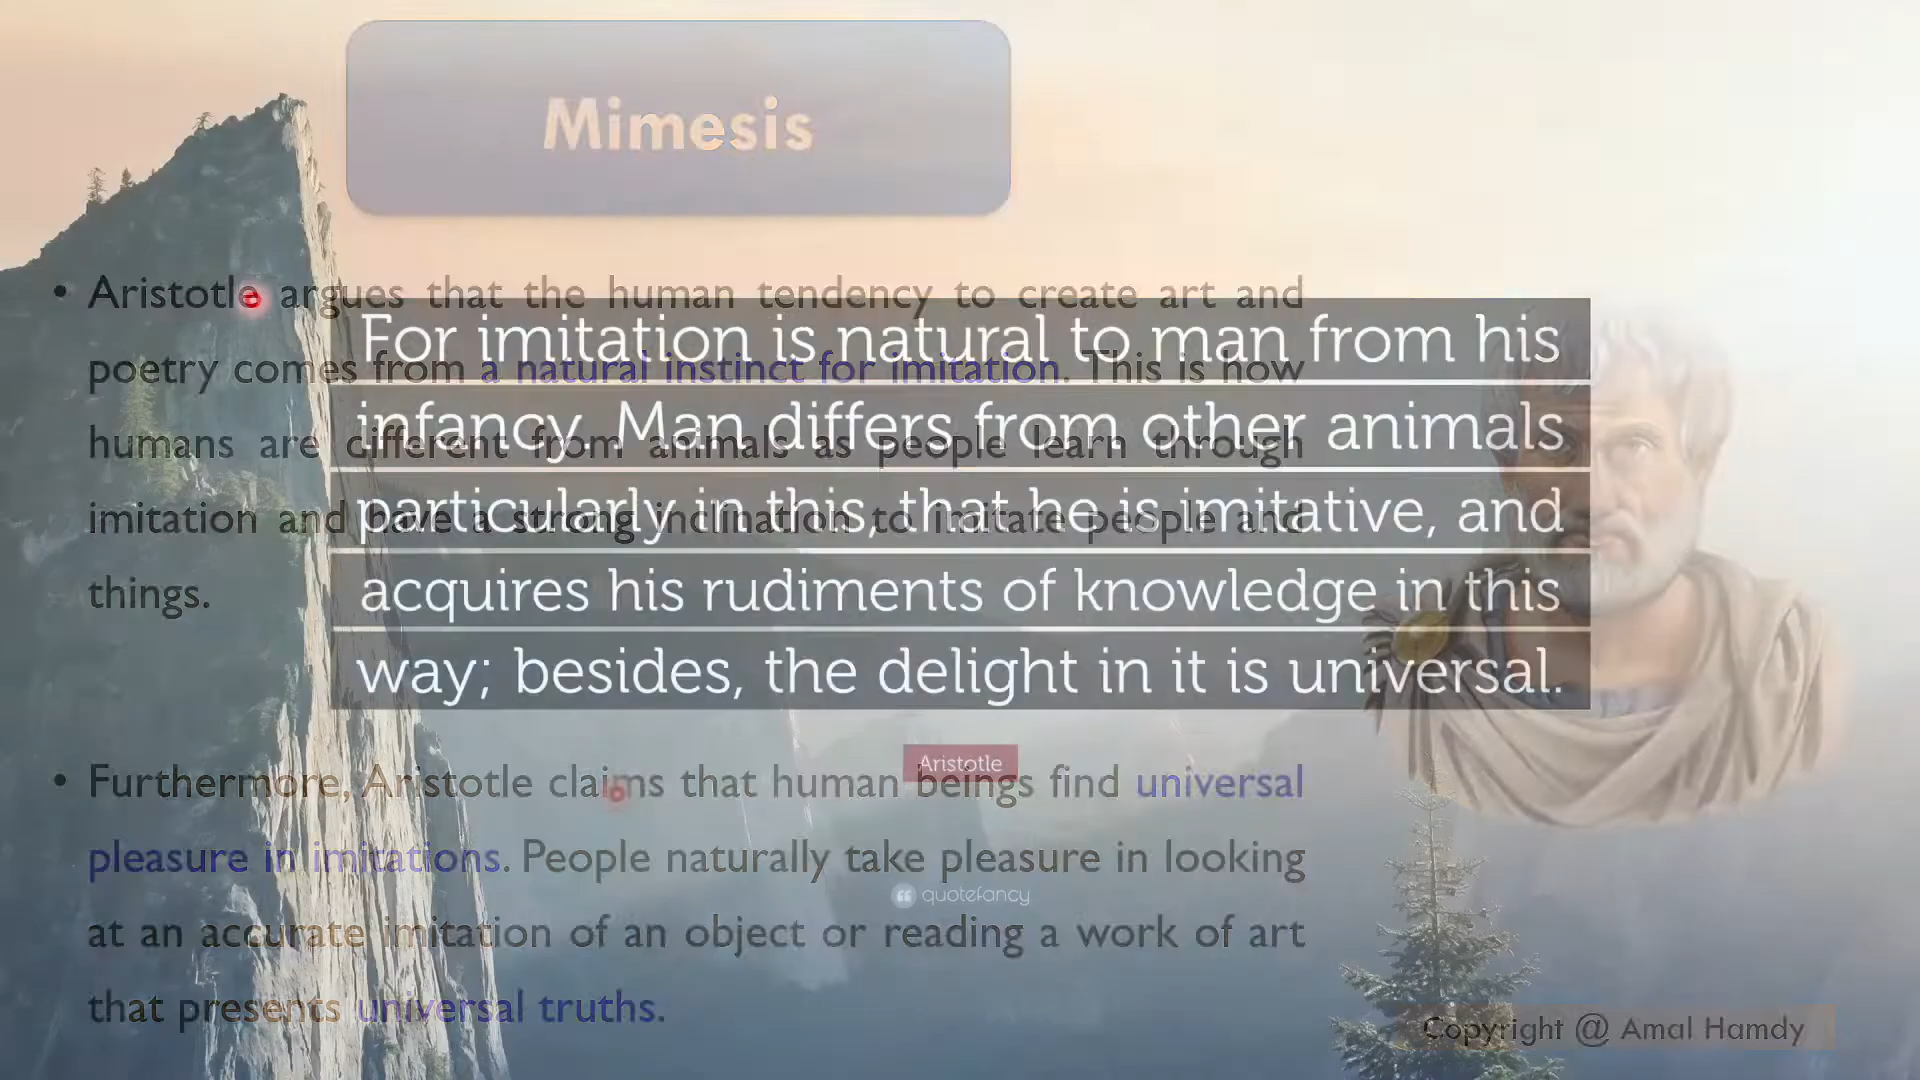 Mimesis
• Aristotle argues that the human tendency to create art and
poetry comes from a natural instinct for imitation. This is how
humans are different from animals as people learn through
imitation and have a strong inclination to imitate people and
things.
For imitation is natural to man from his
infancy. Man differs from other animals
particularly in this, that he is imitative, and
acquires his rudiments of knowledge in this
way; besides, the delight in it is universal.
Aristotle
quotefancy
• Furthermore, Aristotle claims that human beings find universal
pleasure in imitations. People naturally take pleasure in looking
at an accurate imitation of an object or reading a work of art
that presents universal truths.
Copyright @ Amal Hamdy